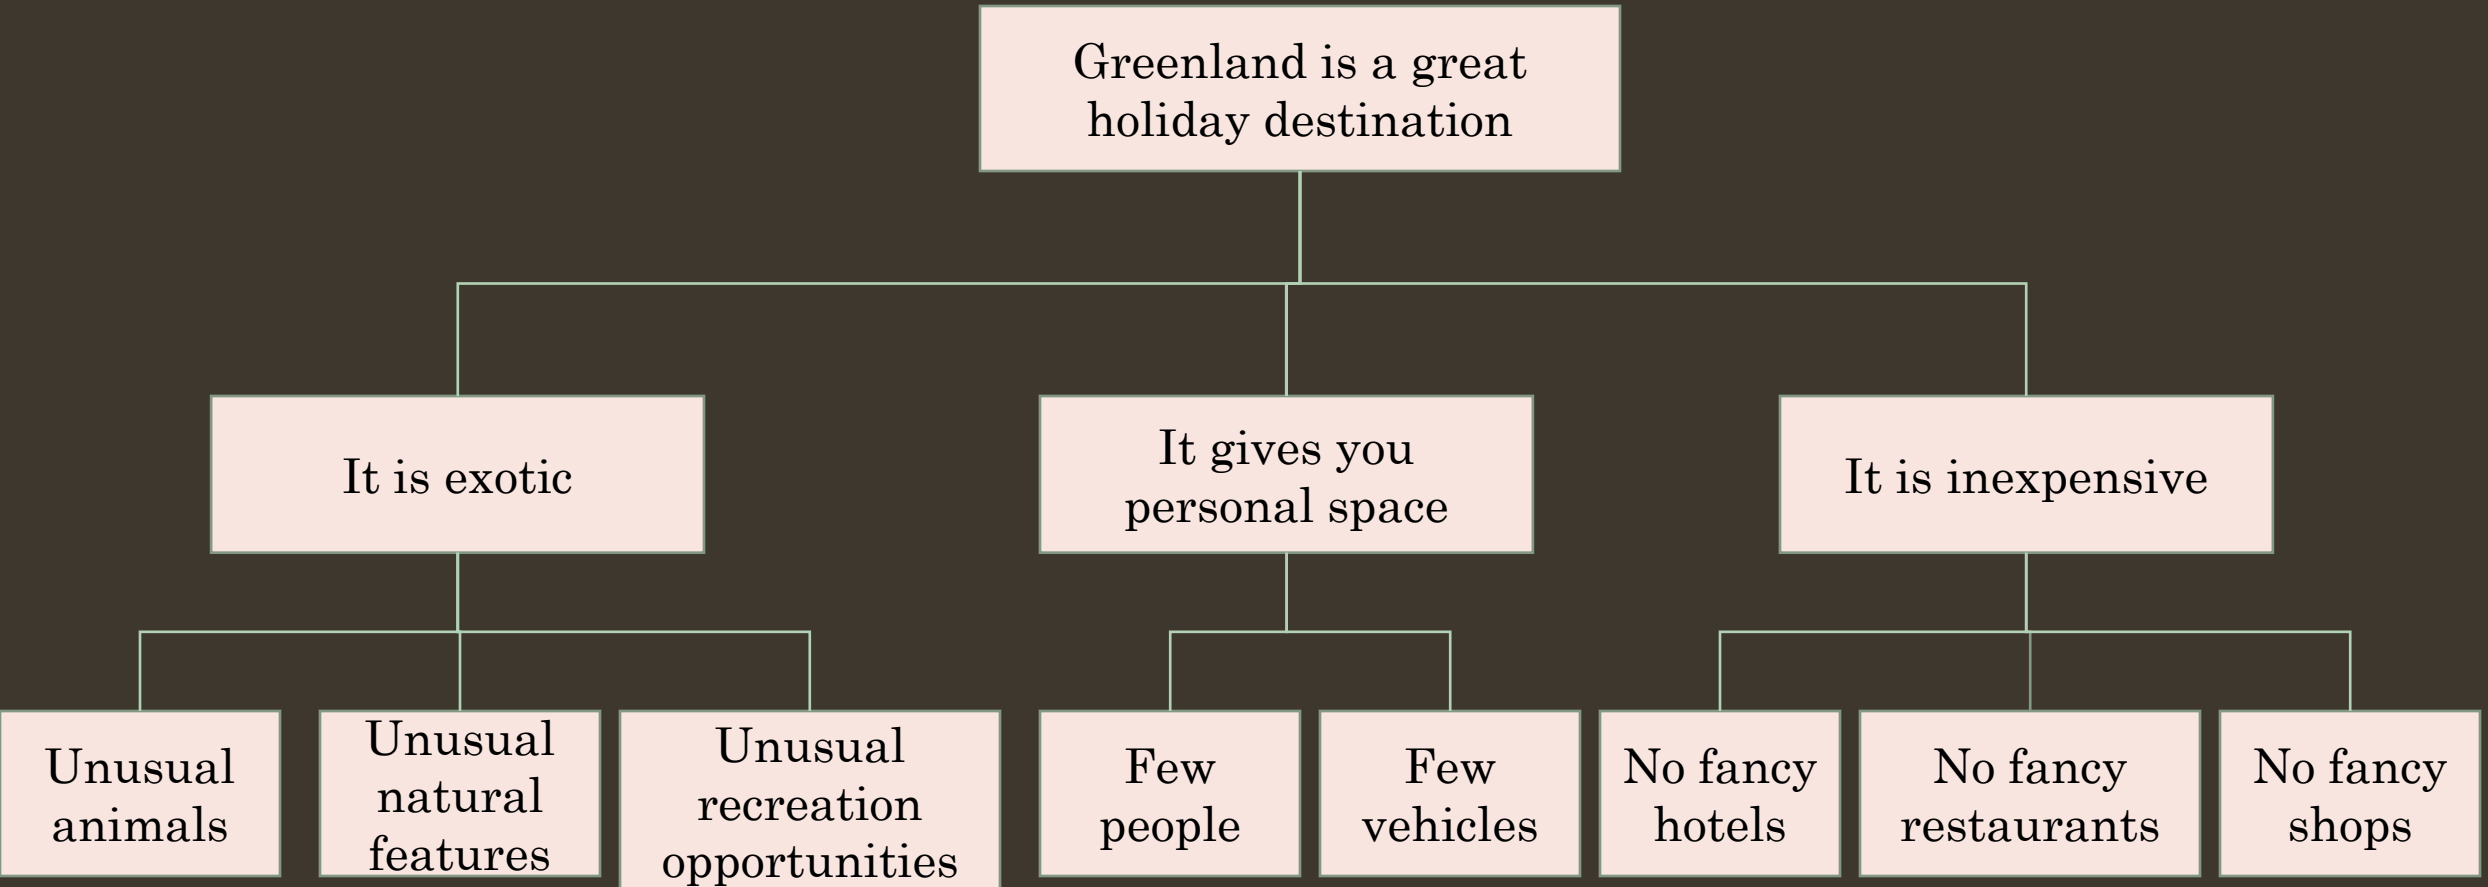 Greenland is a great
holiday destination
It is exotic
It gives you
personal space
It is inexpensive
Unusual
animals
Unusual
natural
features
Unusual
recreation
opportunities
Few
people
Few
vehicles
No fancy
hotels
No fancy
restaurants
No fancy
shops